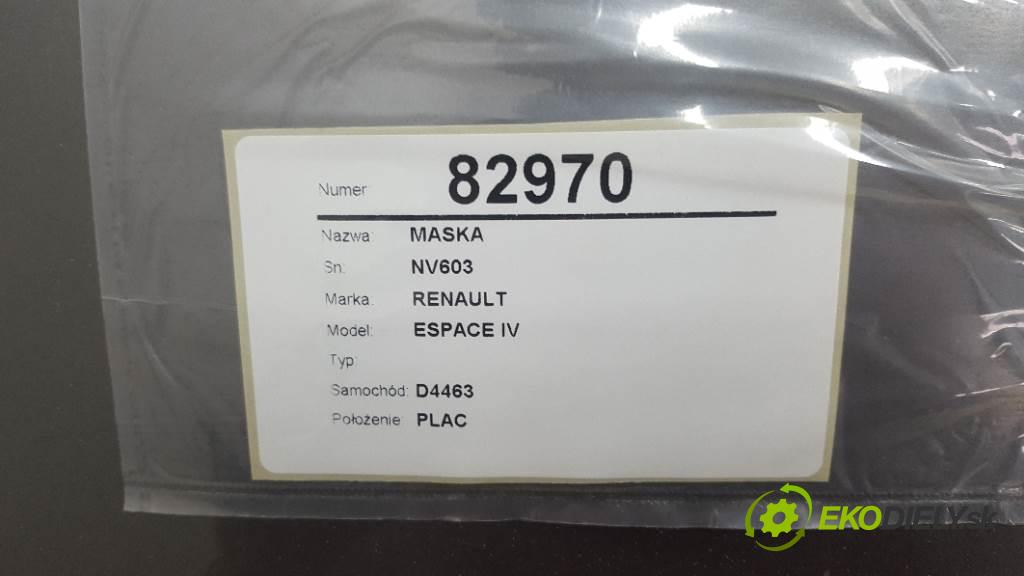 Numer: 82970
Nazwa: MASKA
Sn: NV603
Marka: RENAULT
Model: ESPACE IV
Typ:
Samochód: D4463
Położenie: PLAC
EKODIELY.sk